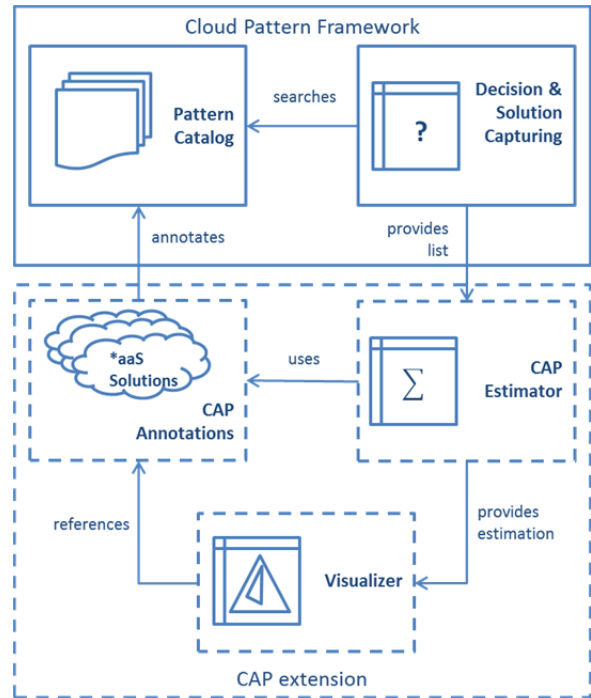 Cloud Pattern Framework
Pattern
Catalog
searches
?
Decision &
Solution
Capturing
annotates
provides
list
*aaS
Solutions
CAP
Annotations
uses
∑
CAP
Estimator
references
provides
estimation
Visualizer
CAP extension